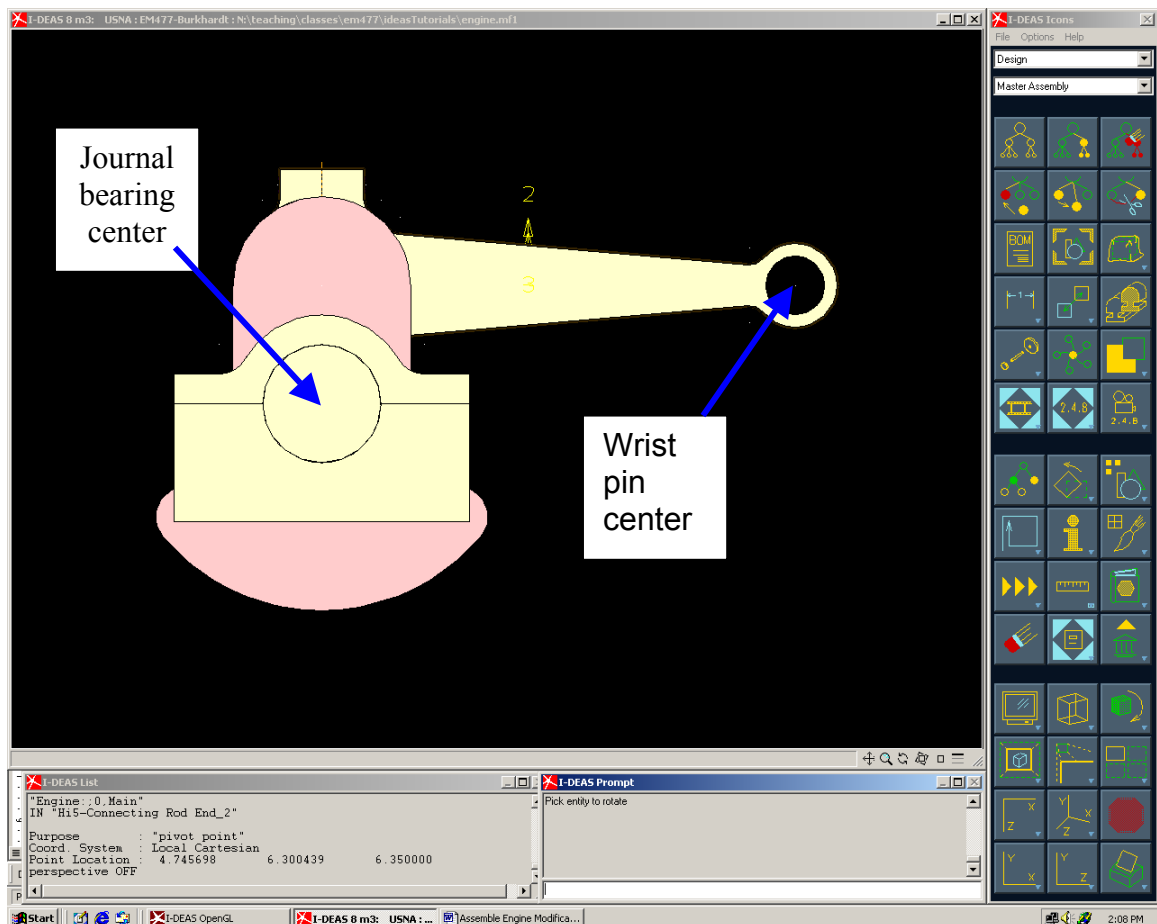 I-DEAS 8 m3: USNA : EM477-Burkhardt : N:\teaching\classes\em477\ideasTutorials\engine.mf1
I-DEAS Icons
File Options Help
Design
Master Assembly
Journal
bearing
center
2
3
Wrist
pin
center
BOM
1
2.4.B
2.4.B
X
Z
Y
X
Z
Y
X
Y
Z
I-DEAS List
"Engine:;0,Main"
IN "Hi5-Connecting Rod End_2"
Purpose : "pivot point"
Coord. System : Local Cartesian
Point Location : 4.745698 6.300439 6.350000
perspective OFF
I-DEAS Prompt
Pick entity to rotate
Start
I-DEAS OpenGL
I-DEAS 8 m3: USNA : ...
Assemble Engine Modifica...
2:08 PM